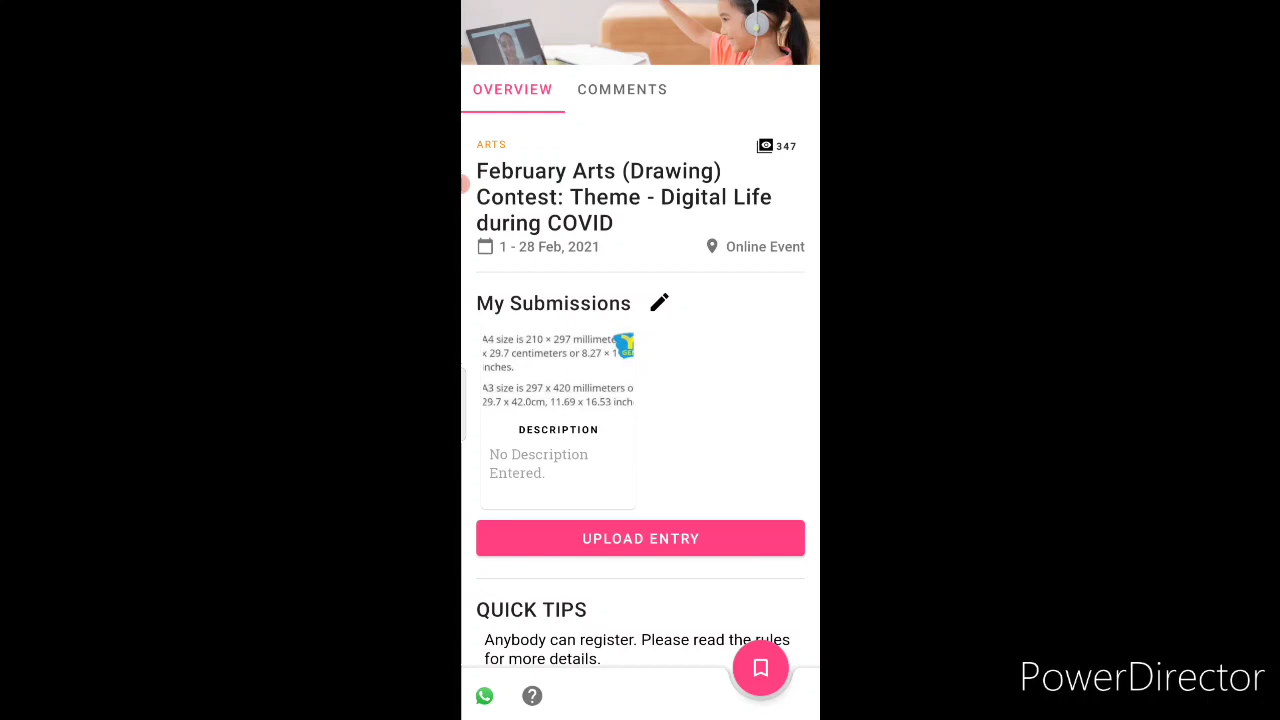 OVERVIEW COMMENTS
ARTS
347
February Arts (Drawing)
Contest: Theme - Digital Life
during COVID
1 - 28 Feb, 2021
Online Event
My Submissions
A4 size is 210 × 297 millimete
x 29.7 centimeters or 8.27 × 1
inches.
A3 size is 297 x 420 millimeters o
29.7 x 42.0cm, 11.69 x 16.53 inch
DESCRIPTION
No Description
Entered.
UPLOAD ENTRY
QUICK TIPS
Anybody can register. Please read the rules
for more details.
PowerDirector